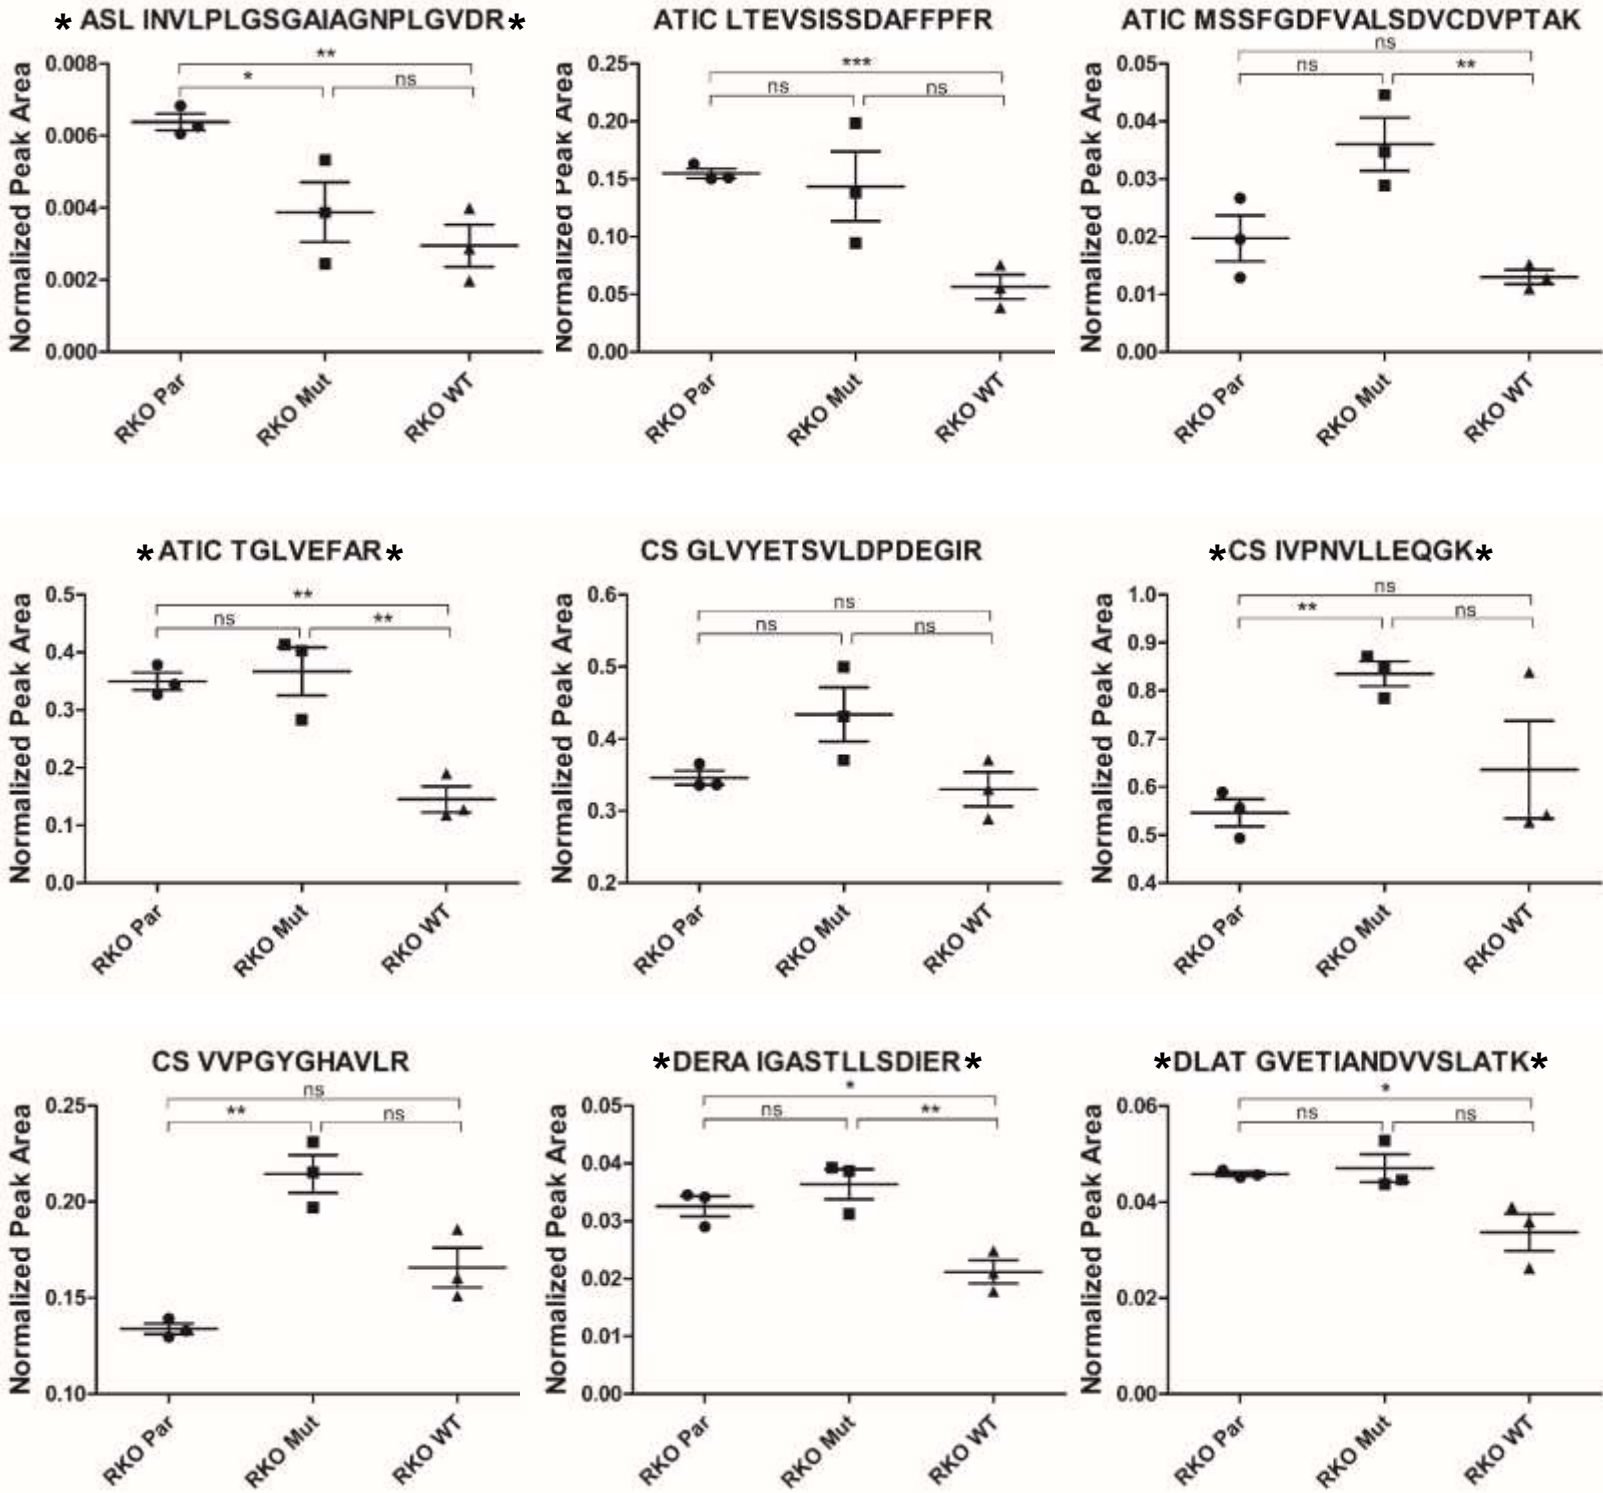 * ASL INVLPLGSGAIAGNPLGVDR *
**
* ns
Normalized Peak Area
0.008
0.006
0.004
0.002
0.000
RKO Par
RKO Mut
RKO WT
ATIC LTEVSISSDAFFPFR
***
ns ns
Normalized Peak Area
0.25
0.20
0.15
0.10
0.05
0.00
RKO Par
RKO Mut
RKO WT
ATIC MSSFGDFVALSDVCDVPTAK
ns
ns **
Normalized Peak Area
0.05
0.04
0.03
0.02
0.01
0.00
RKO Par
RKO Mut
RKO WT
*ATIC TGLVEFAR*
**
ns **
Normalized Peak Area
0.5
0.4
0.3
0.2
0.1
0.0
RKO Par
RKO Mut
RKO WT
CS GLVYETSVLDPDEGIR
ns
ns ns
Normalized Peak Area
0.6
0.5
0.4
0.3
0.2
RKO Par
RKO Mut
RKO WT
*CS IVPNVLLEQGK*
ns
** ns
Normalized Peak Area
1.0
0.9
0.8
0.7
0.6
0.5
0.4
RKO Par
RKO Mut
RKO WT
CS VVPGYGHAVLR
ns
** ns
Normalized Peak Area
0.25
0.20
0.15
0.10
RKO Par
RKO Mut
RKO WT
*DERA IGASTLLSDIER*
*
ns **
Normalized Peak Area
0.05
0.04
0.03
0.02
0.01
0.00
RKO Par
RKO Mut
RKO WT
*DLAT GVETIANDVVSLATK*
*
ns ns
Normalized Peak Area
0.06
0.04
0.02
0.00
RKO Par
RKO Mut
RKO WT